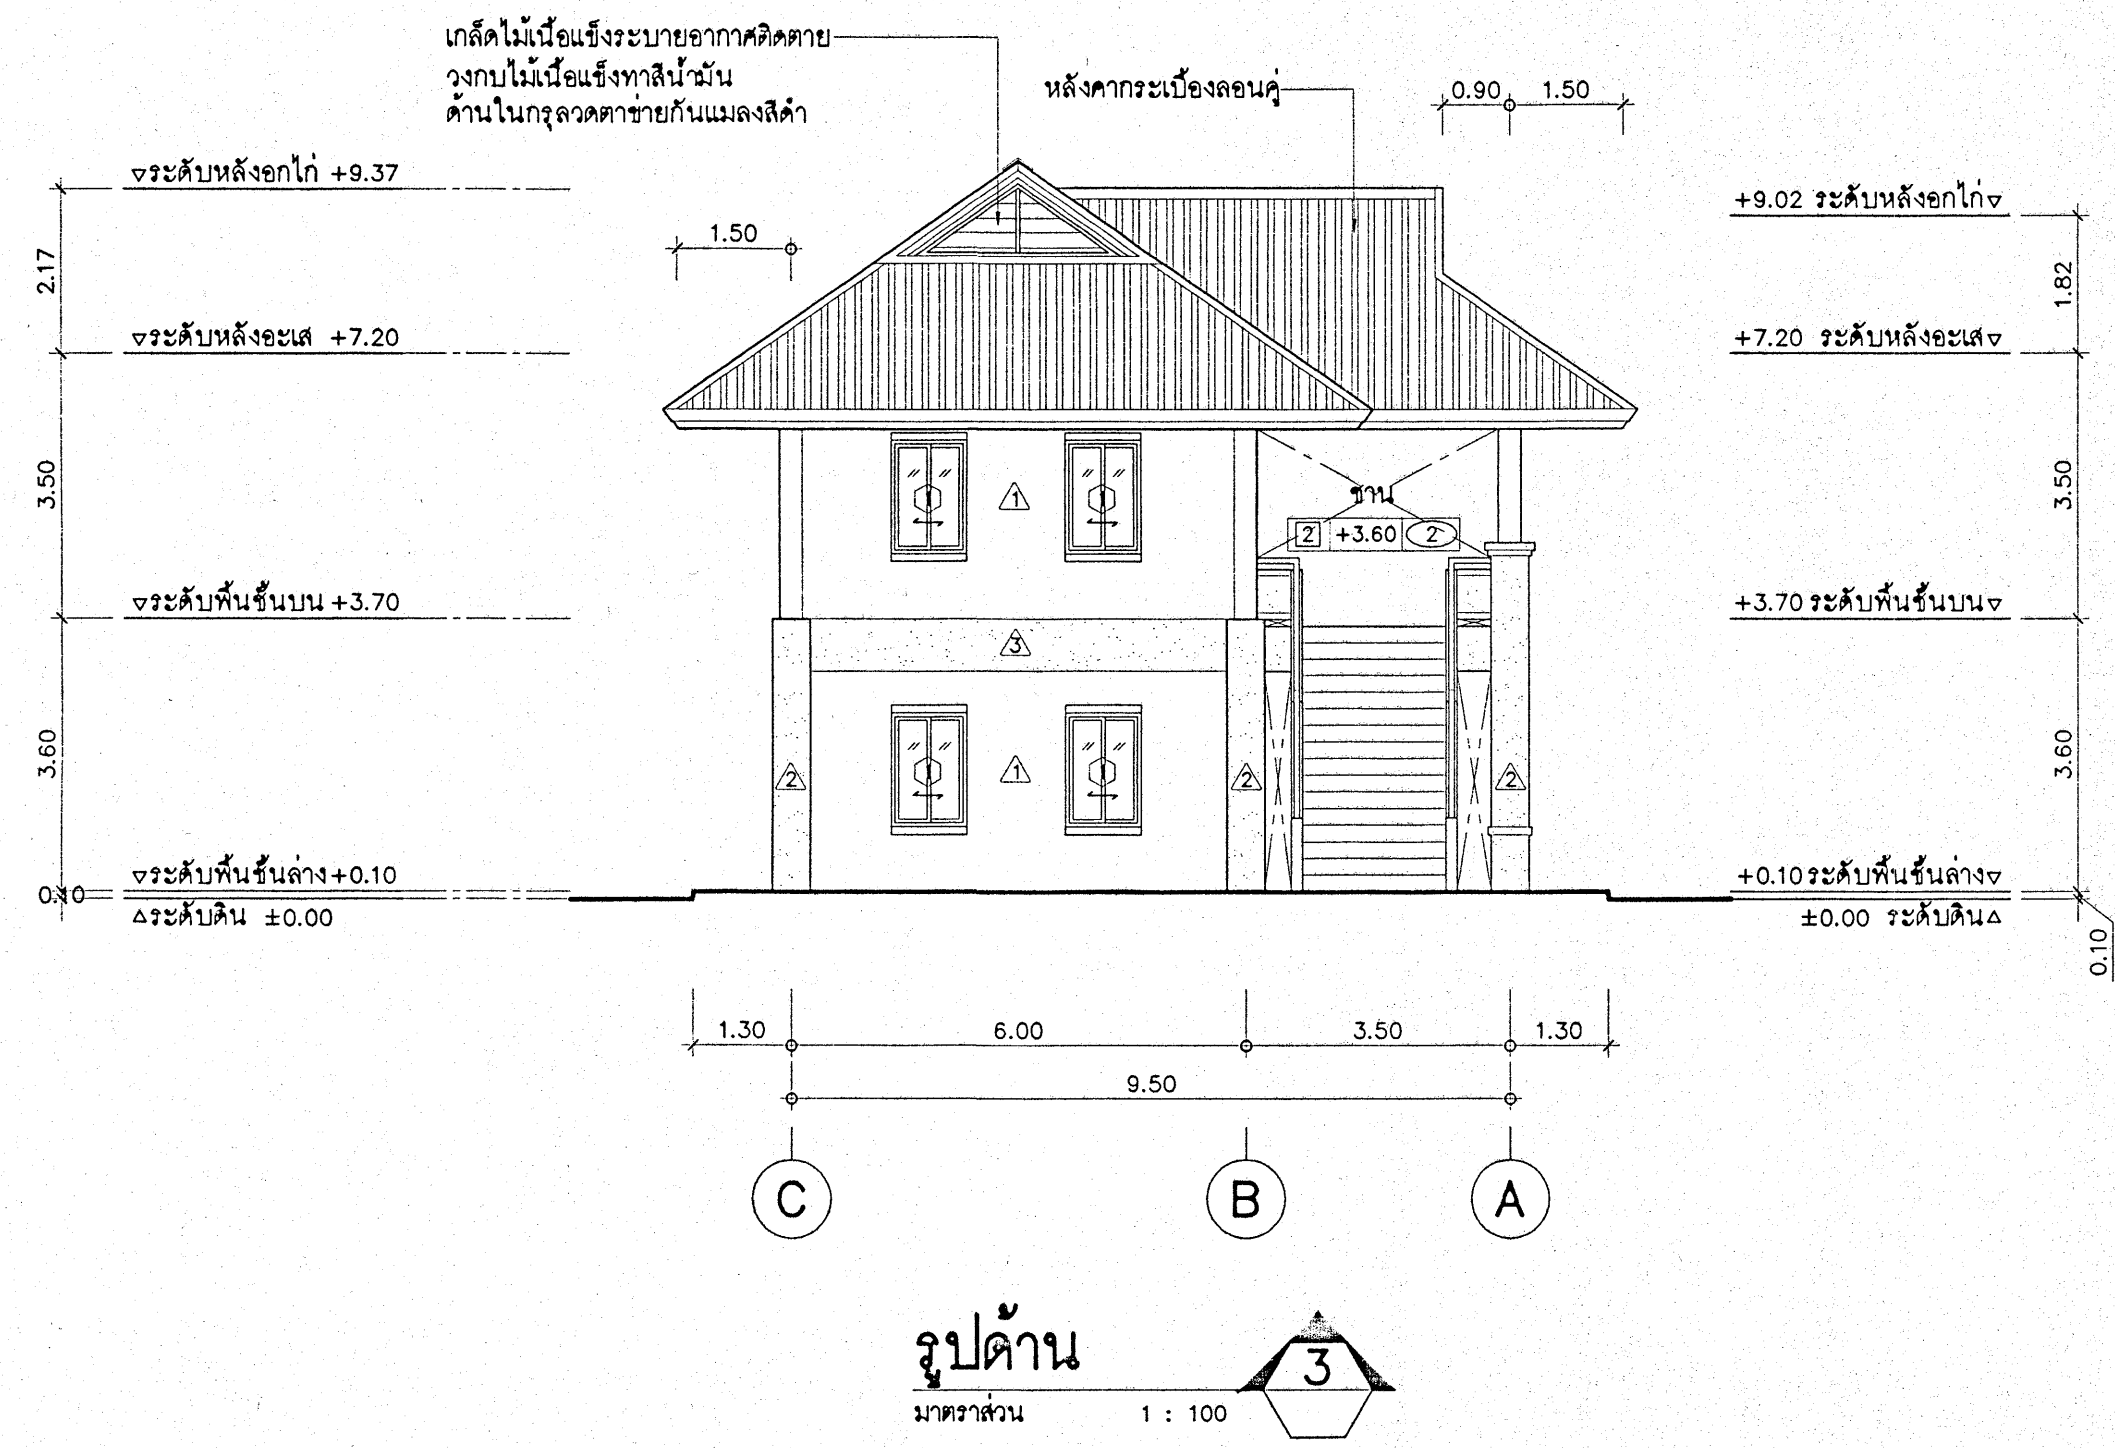 เกล็ดไม้เนื้อแข็งระบายอากาศติดตาย
วงกบไม้เนื้อแข็งทาสีน้ำมัน
ด้านในกรุลวดตาข่ายกันแมลงสีดำ
หลังคากระเบื้องลอนคู่
0.90 1.50
▽ระดับหลังอกไก่ +9.37
+9.02 ระดับหลังอกไก่▽
1.50
2.17
1.82
▽ระดับหลังอะเส +7.20
+7.20 ระดับหลังอะเส▽
3.50
1 1 1
ชาน
2 +3.60 2
3.50
▽ระดับพื้นชั้นบน +3.70
+3.70 ระดับพื้นชั้นบน▽
3
3.60
1 1 1
2 2 2
3.60
▽ระดับพื้นชั้นล่าง +0.10
+0.10 ระดับพื้นชั้นล่าง▽
0.10
△ระดับดิน ±0.00
±0.00 ระดับดิน△
0.10
1.30 6.00 3.50 1.30
9.50
C B A
รูปด้าน 3
มาตราส่วน 1 : 100